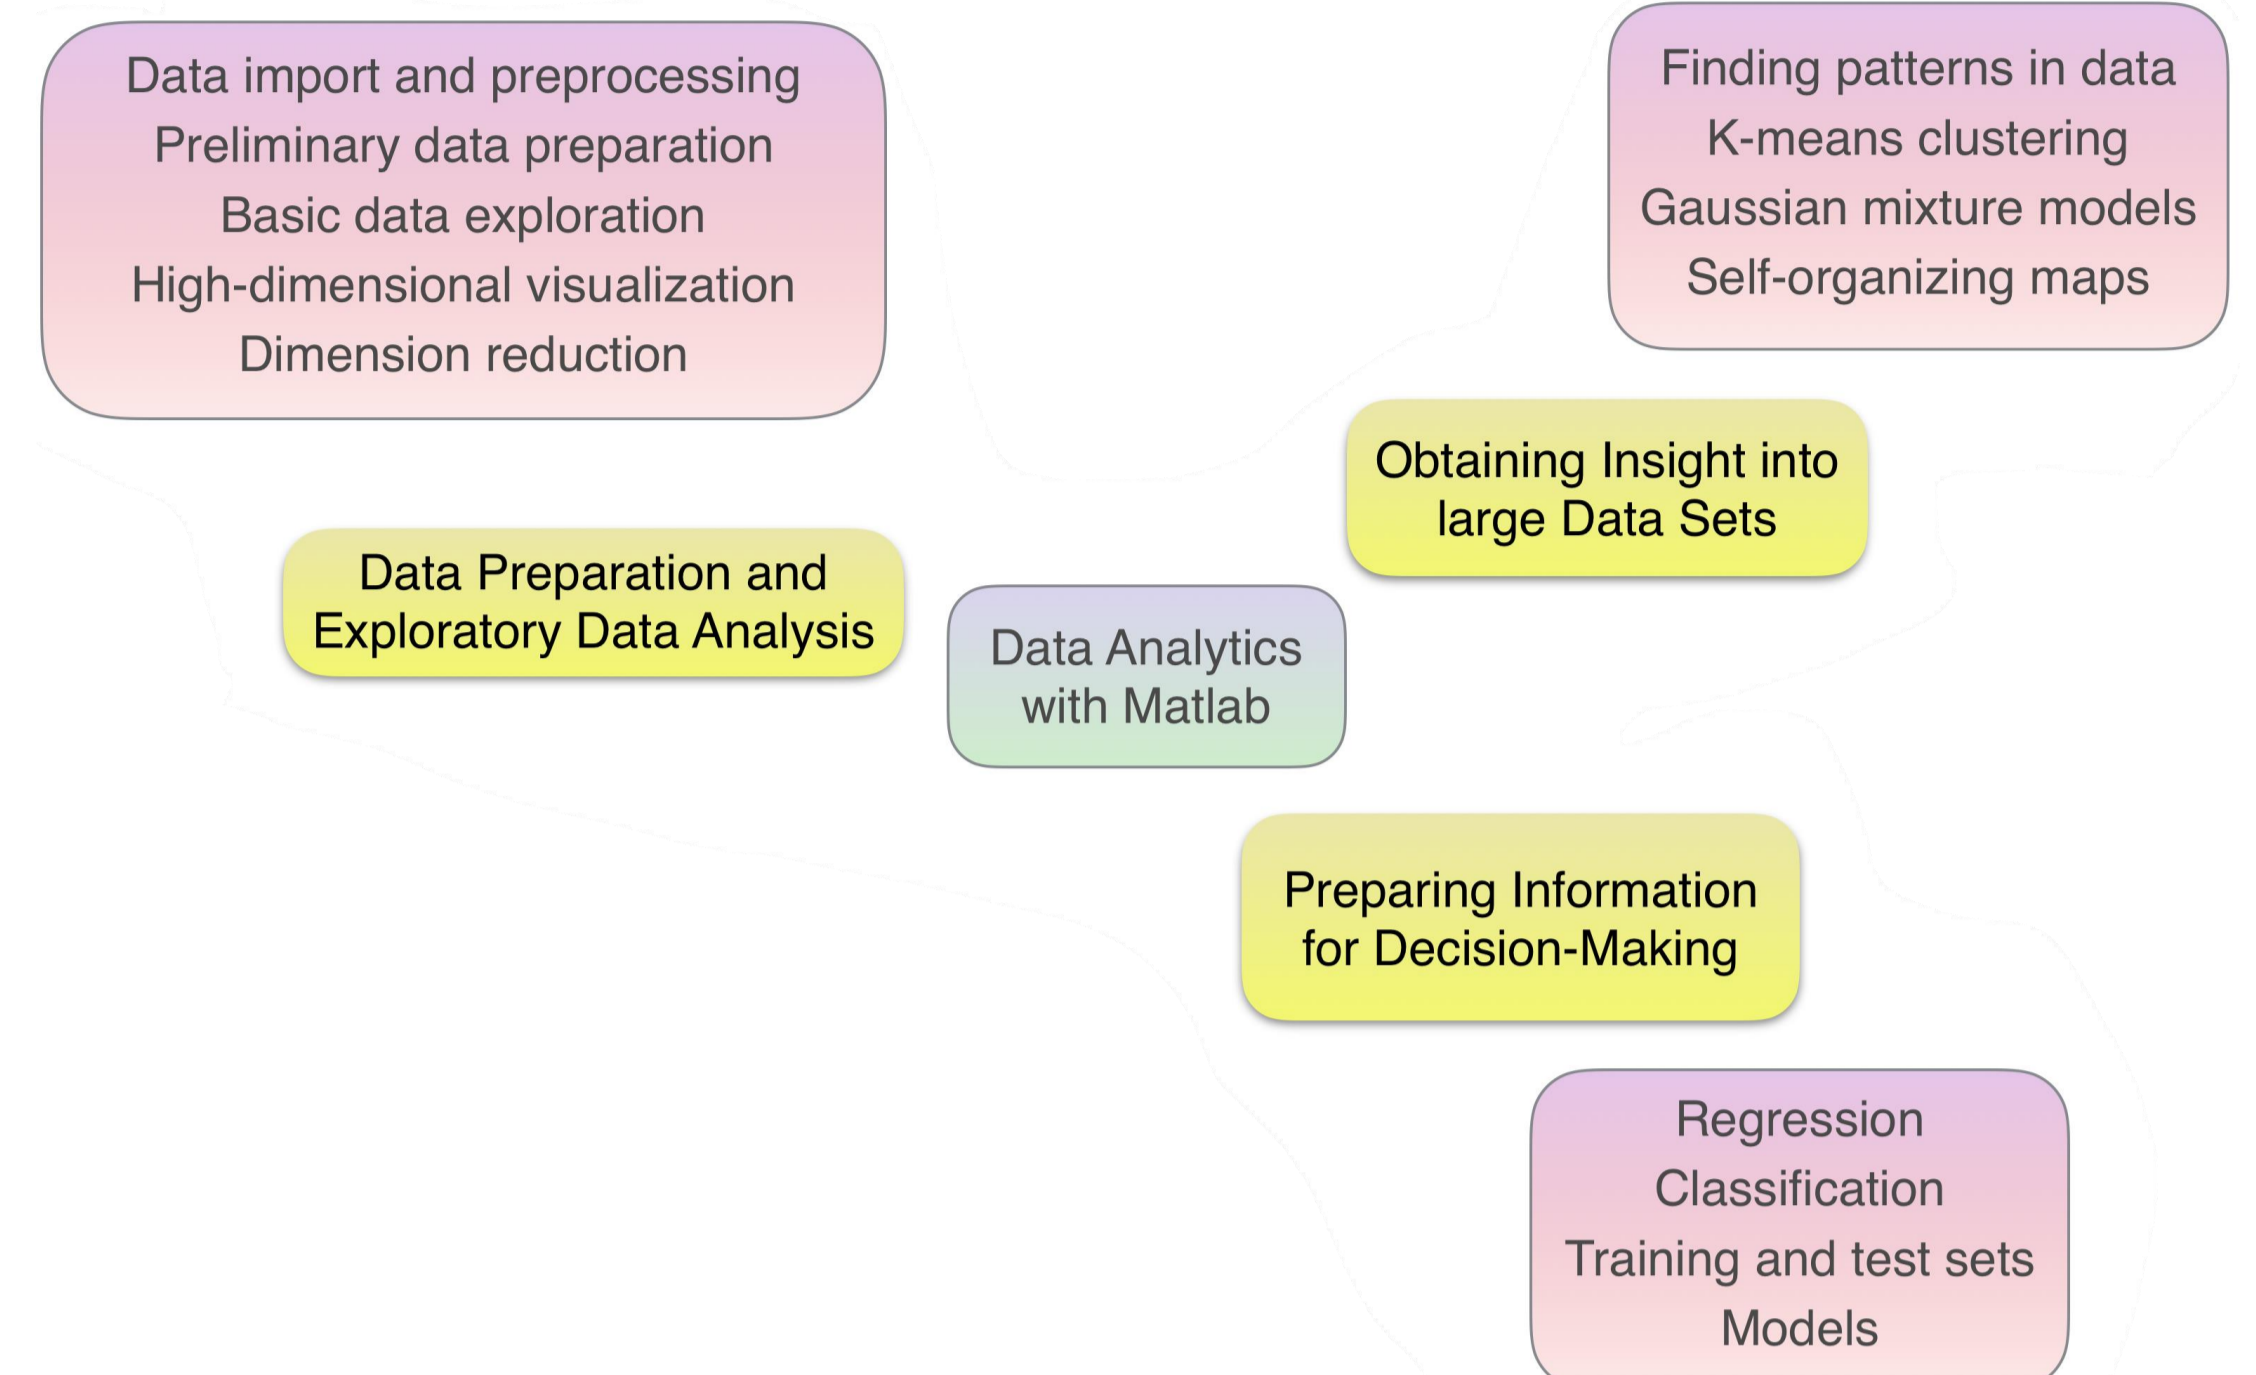 Data import and preprocessing
Preliminary data preparation
Basic data exploration
High-dimensional visualization
Dimension reduction
Finding patterns in data
K-means clustering
Gaussian mixture models
Self-organizing maps
Obtaining Insight into
large Data Sets
Data Preparation and
Exploratory Data Analysis
Data Analytics
with Matlab
Preparing Information
for Decision-Making
Regression
Classification
Training and test sets
Models